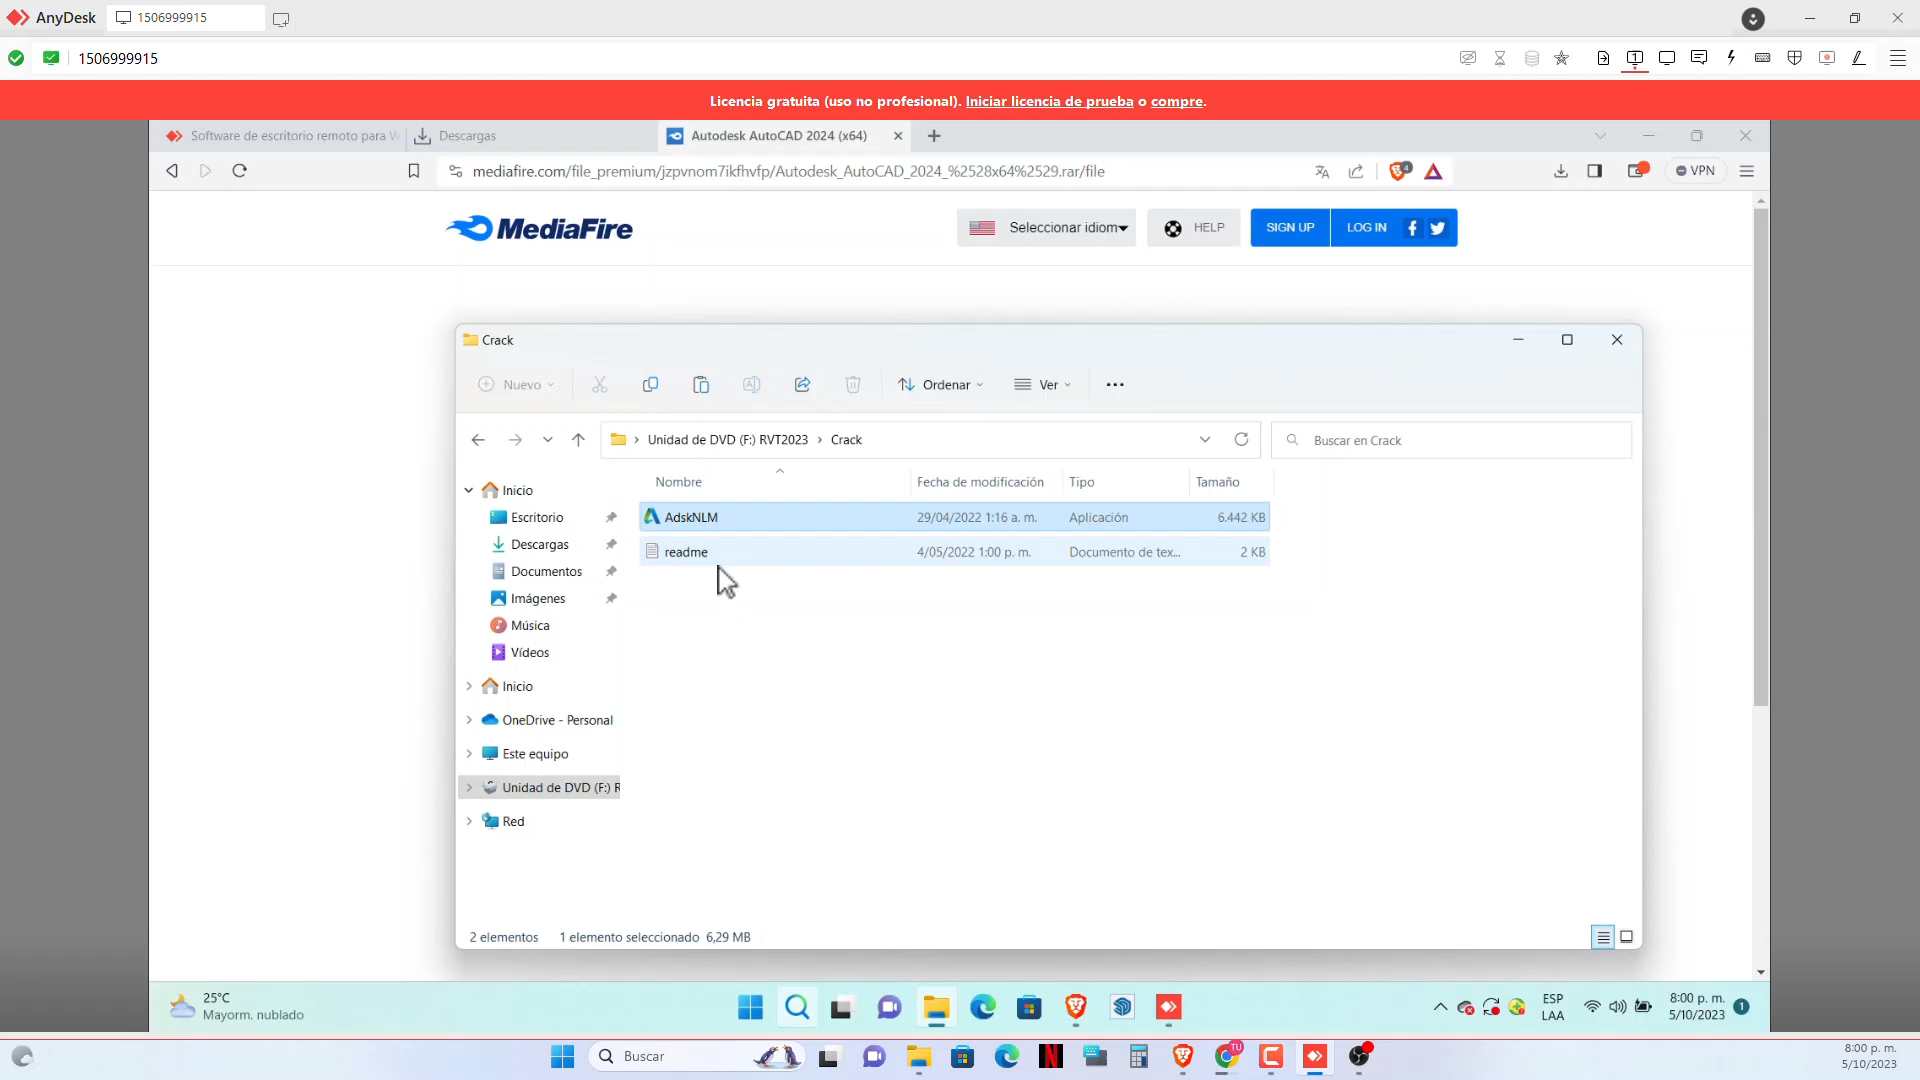 AnyDesk
1506999915
1506999915
Licencia gratuita (uso no profesional). Iniciar licencia de prueba o compre.
Software de escritorio remoto para W
Descargas
Autodesk AutoCAD 2024 (x64)
mediafire.com/file_premium/jzpvnom7ikfhvfp/Autodesk_AutoCAD_2024_%2528x64%2529.rar/file
4
VPN
MediaFire
Seleccionar idiom
HELP
SIGN UP
LOG IN
Crack
Nuevo
Ordenar
Ver
Unidad de DVD (F:) RVT2023 > Crack
Buscar en Crack
Nombre
Fecha de modificación
Tipo
Tamaño
AdskNLM
29/04/2022 1:16 a. m.
Aplicación
6.442 KB
readme
4/05/2022 1:00 p. m.
Documento de tex...
2 KB
Inicio
Escritorio
Descargas
Documentos
Imágenes
Música
Vídeos
Inicio
OneDrive - Personal
Este equipo
Unidad de DVD (F:) R
Red
2 elementos
1 elemento seleccionado 6,29 MB
25°C
Mayorm. nublado
ESP
LAA
8:00 p. m.
5/10/2023
1
Buscar
TU
8:00 p. m.
5/10/2023